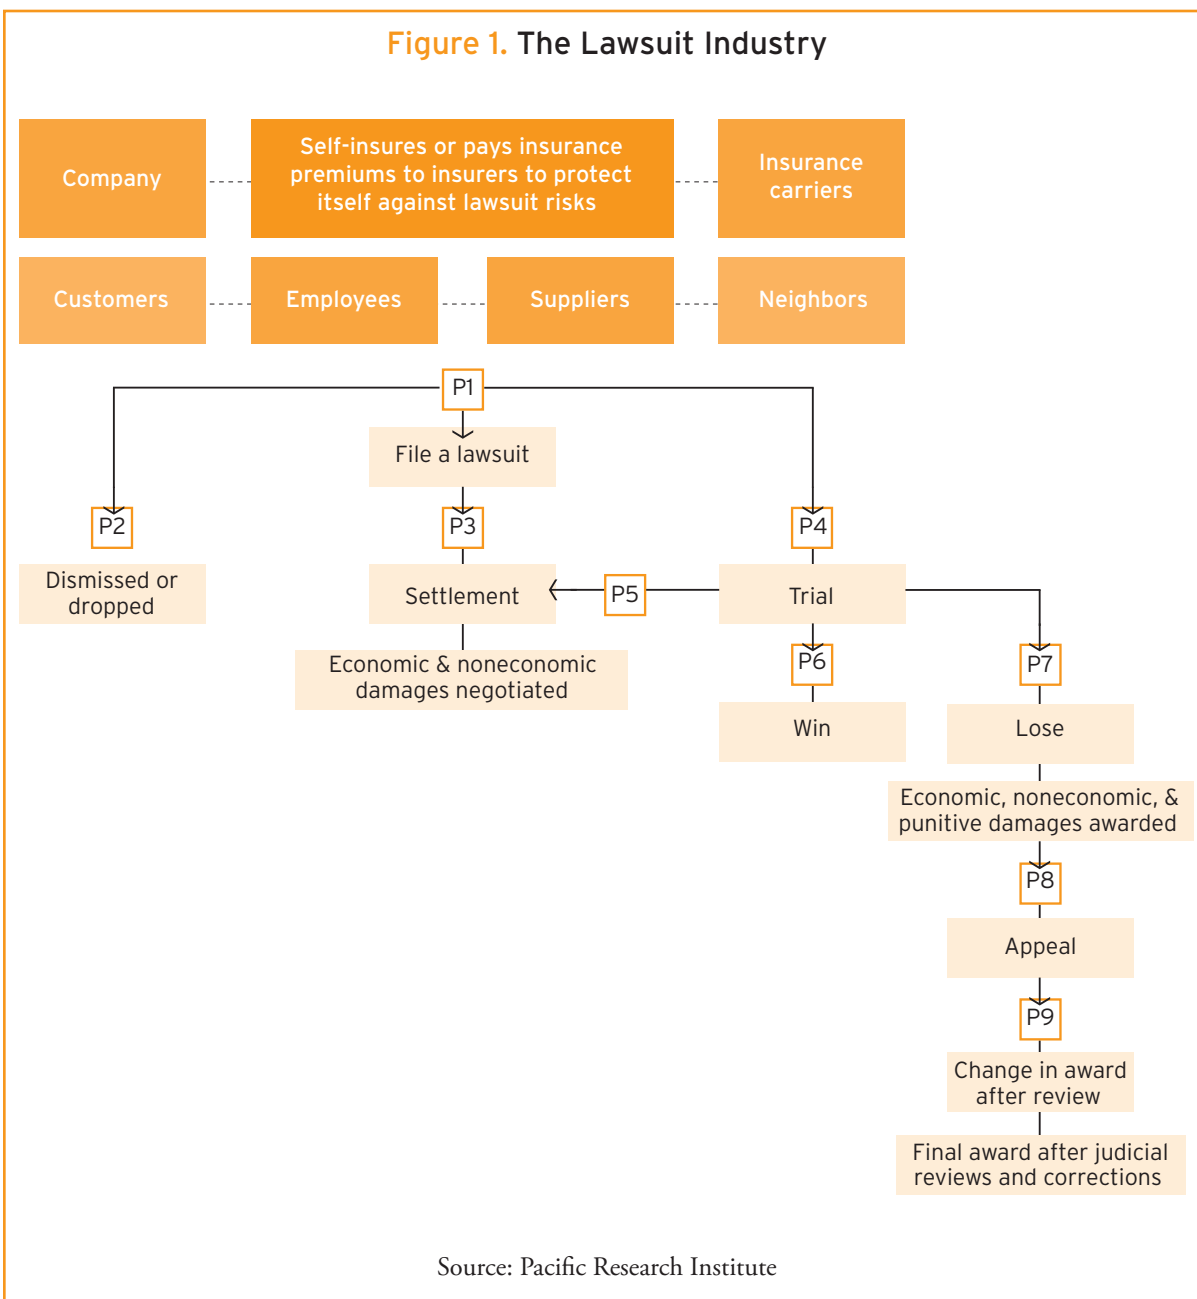 Figure 1. The Lawsuit Industry
Company
Self-insures or pays insurance
premiums to insurers to protect
itself against lawsuit risks
Insurance
carriers
Customers
Employees
Suppliers
Neighbors
P1
File a lawsuit
P2
P3
P4
Dismissed or
dropped
Settlement
P5
Trial
Economic & noneconomic
damages negotiated
P6
P7
Win
Lose
Economic, noneconomic, &
punitive damages awarded
P8
Appeal
P9
Change in award
after review
Final award after judicial
reviews and corrections
Source: Pacific Research Institute